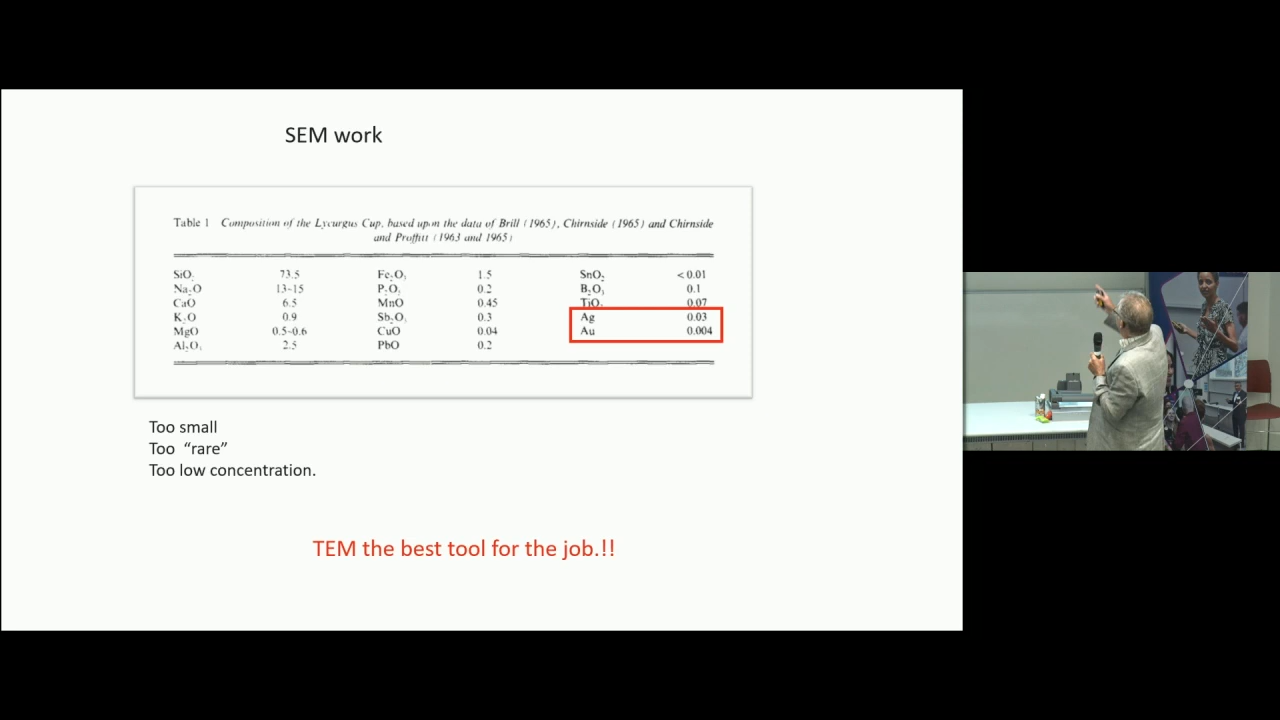 SEM work
Table 1 Composition of the Lycurgus Cup, based upon the data of Brill (1965), Chirnside (1965) and Chirnside
and Proffitt (1963 and 1965)
SiO₂ 73.5 Fe₂O₃ 1.5 SnO₂ < 0.01
Na₂O 13–15 P₂O₅ 0.2 B₂O₃ 0.1
CaO 6.5 MnO 0.45 TiO₂ 0.07
K₂O 0.9 Sb₂O₃ 0.3 Ag 0.03
MgO 0.5–0.6 CuO 0.04 Au 0.004
Al₂O₃ 2.5 PbO 0.2
Too small
Too “rare”
Too low concentration.
TEM the best tool for the job.!!